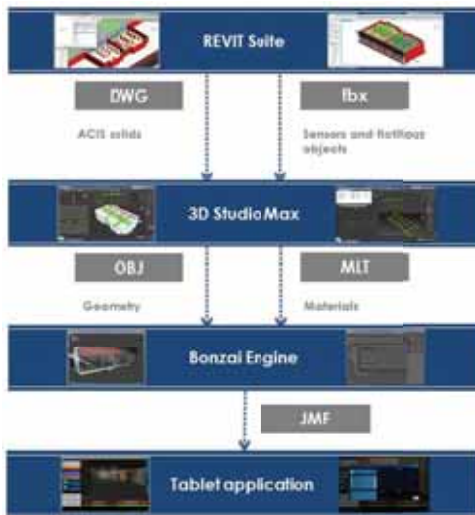 REVIT Suite
DWG
fbx
ACIS solids
Sensors and fictitious
objects
3D StudioMax
OBJ
MLT
Geometry
Materials
Bonzai Engine
JMF
Tablet application